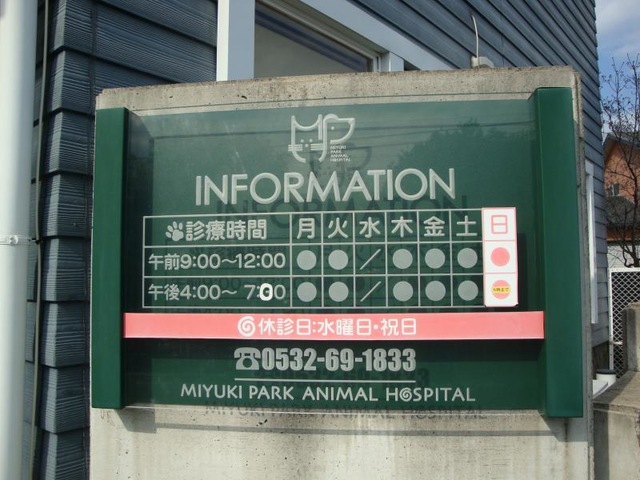 MP
MIYUKI
PARK
ANIMAL
HOSPITAL
INFORMATION
診療時間 月 火 水 木 金 土 日
午前9:00～12:00 ● ● ／ ● ● ● ●
午後4:00～7:00 ● ● ／ ● ● ●
休診日:水曜日・祝日
☎0532-69-1833
MIYUKI PARK ANIMAL HOSPITAL